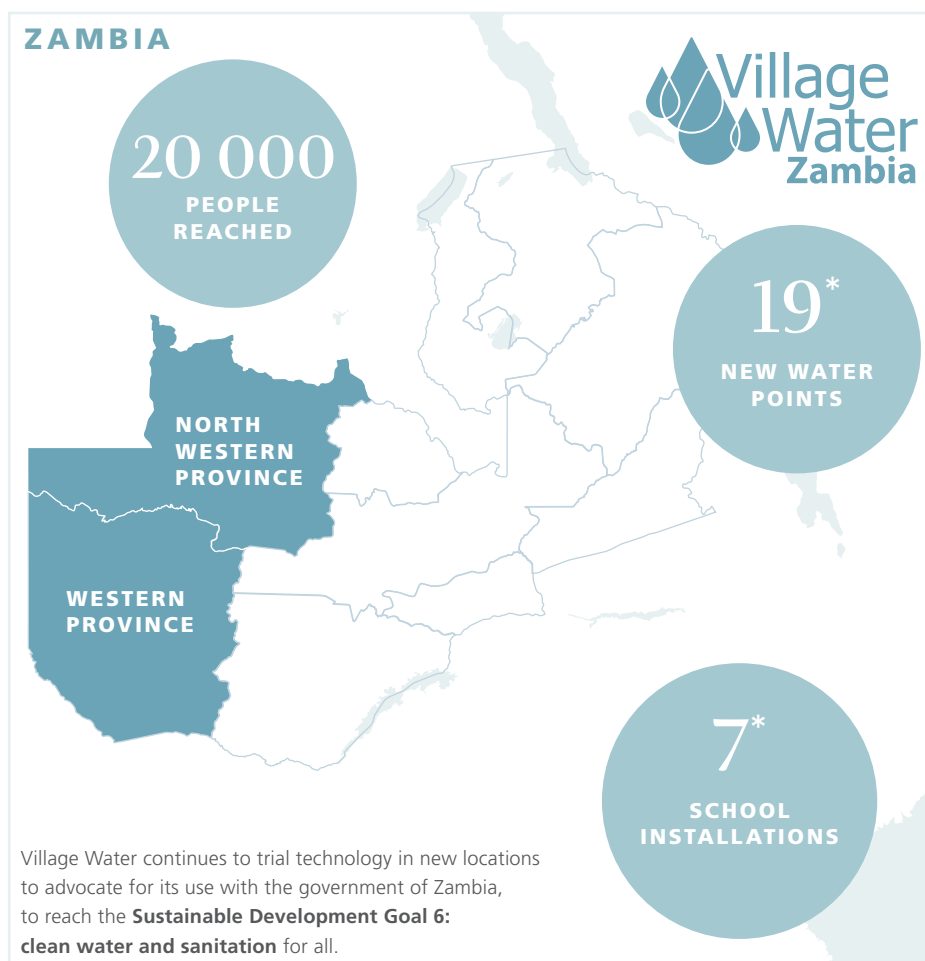 ZAMBIA
Village
Water
Zambia
20 000
PEOPLE
REACHED
19*
NEW WATER
POINTS
NORTH
WESTERN
PROVINCE
WESTERN
PROVINCE
7*
SCHOOL
INSTALLATIONS
Village Water continues to trial technology in new locations
to advocate for its use with the government of Zambia,
to reach the Sustainable Development Goal 6:
clean water and sanitation for all.